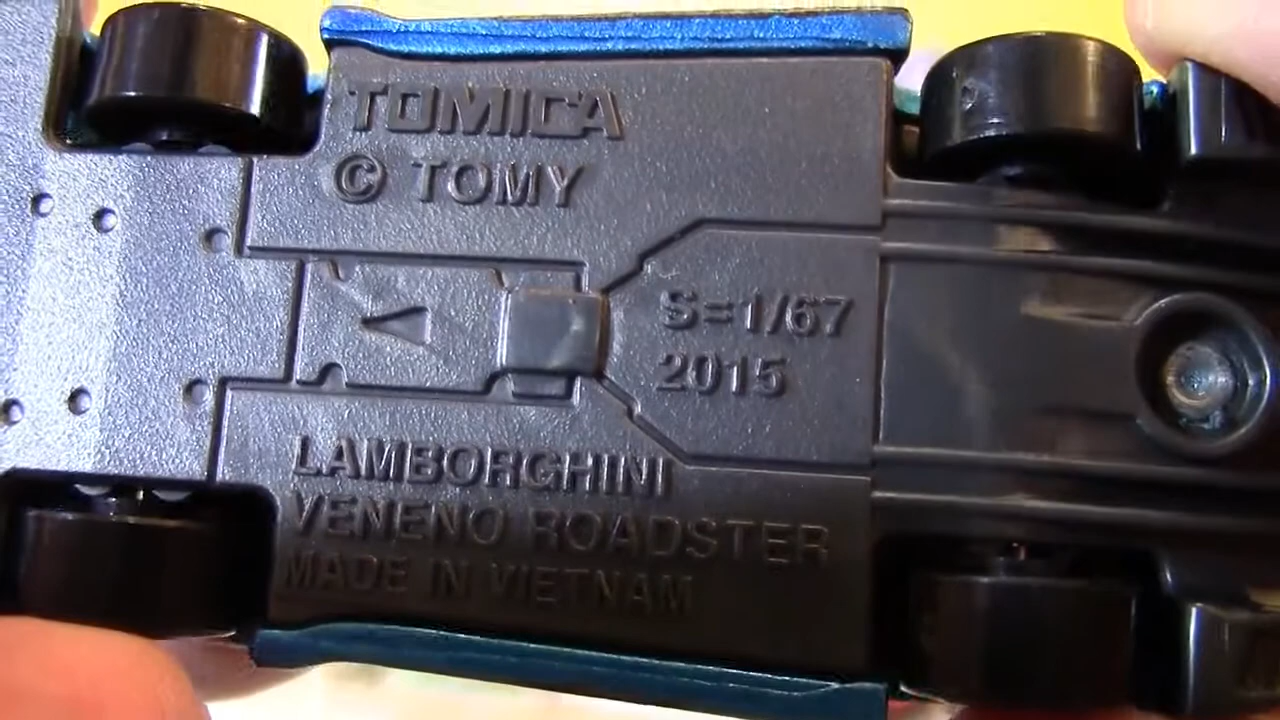 TOMICA
© TOMY
S=1/67
2015
LAMBORGHINI
VENENO ROADSTER
MADE IN VIETNAM